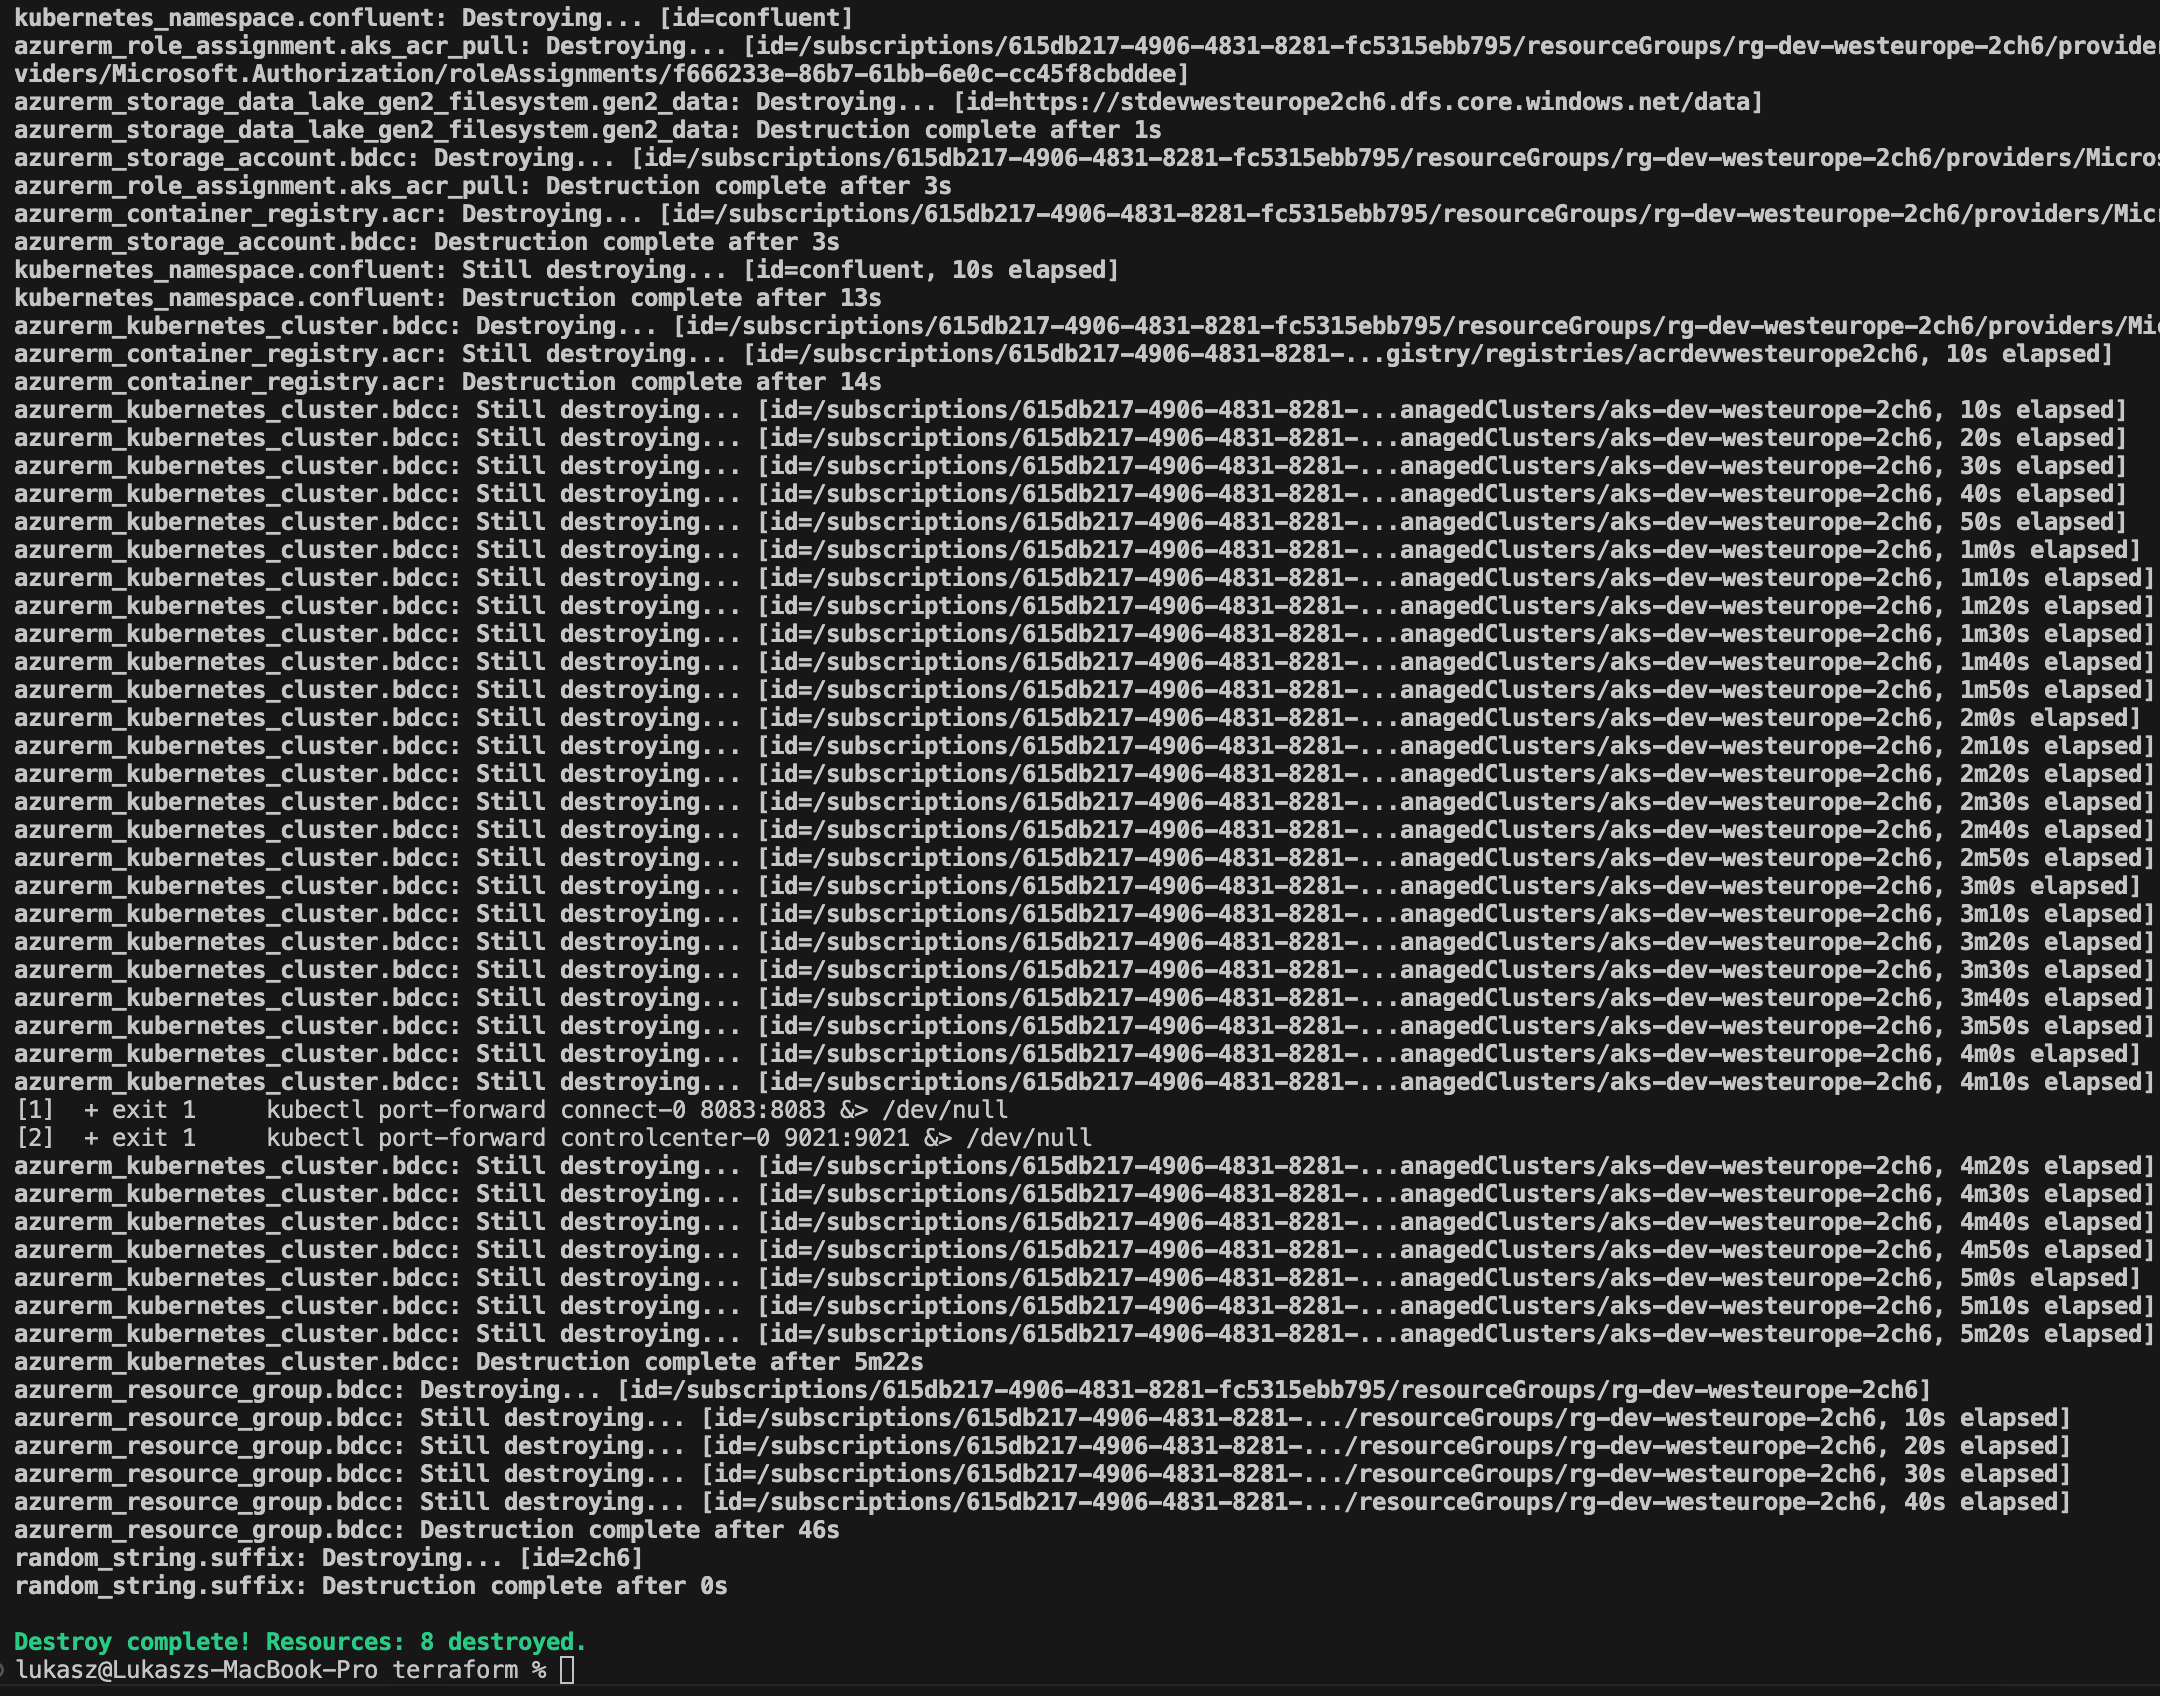 kubernetes_namespace.confluent: Destroying... [id=confluent]
azurerm_role_assignment.aks_acr_pull: Destroying... [id=/subscriptions/615db217-4906-4831-8281-fc5315ebb795/resourceGroups/rg-dev-westeurope-2ch6/provider
viders/Microsoft.Authorization/roleAssignments/f666233e-86b7-61bb-6e0c-cc45f8cbddee]
azurerm_storage_data_lake_gen2_filesystem.gen2_data: Destroying... [id=https://stdevwesteurope2ch6.dfs.core.windows.net/data]
azurerm_storage_data_lake_gen2_filesystem.gen2_data: Destruction complete after 1s
azurerm_storage_account.bdcc: Destroying... [id=/subscriptions/615db217-4906-4831-8281-fc5315ebb795/resourceGroups/rg-dev-westeurope-2ch6/providers/Micros
azurerm_role_assignment.aks_acr_pull: Destruction complete after 3s
azurerm_container_registry.acr: Destroying... [id=/subscriptions/615db217-4906-4831-8281-fc5315ebb795/resourceGroups/rg-dev-westeurope-2ch6/providers/Micr
azurerm_storage_account.bdcc: Destruction complete after 3s
kubernetes_namespace.confluent: Still destroying... [id=confluent, 10s elapsed]
kubernetes_namespace.confluent: Destruction complete after 13s
azurerm_kubernetes_cluster.bdcc: Destroying... [id=/subscriptions/615db217-4906-4831-8281-fc5315ebb795/resourceGroups/rg-dev-westeurope-2ch6/providers/Mic
azurerm_container_registry.acr: Still destroying... [id=/subscriptions/615db217-4906-4831-8281-...gistry/registries/acrdevwesteurope2ch6, 10s elapsed]
azurerm_container_registry.acr: Destruction complete after 14s
azurerm_kubernetes_cluster.bdcc: Still destroying... [id=/subscriptions/615db217-4906-4831-8281-...anagedClusters/aks-dev-westeurope-2ch6, 10s elapsed]
azurerm_kubernetes_cluster.bdcc: Still destroying... [id=/subscriptions/615db217-4906-4831-8281-...anagedClusters/aks-dev-westeurope-2ch6, 20s elapsed]
azurerm_kubernetes_cluster.bdcc: Still destroying... [id=/subscriptions/615db217-4906-4831-8281-...anagedClusters/aks-dev-westeurope-2ch6, 30s elapsed]
azurerm_kubernetes_cluster.bdcc: Still destroying... [id=/subscriptions/615db217-4906-4831-8281-...anagedClusters/aks-dev-westeurope-2ch6, 40s elapsed]
azurerm_kubernetes_cluster.bdcc: Still destroying... [id=/subscriptions/615db217-4906-4831-8281-...anagedClusters/aks-dev-westeurope-2ch6, 50s elapsed]
azurerm_kubernetes_cluster.bdcc: Still destroying... [id=/subscriptions/615db217-4906-4831-8281-...anagedClusters/aks-dev-westeurope-2ch6, 1m0s elapsed]
azurerm_kubernetes_cluster.bdcc: Still destroying... [id=/subscriptions/615db217-4906-4831-8281-...anagedClusters/aks-dev-westeurope-2ch6, 1m10s elapsed]
azurerm_kubernetes_cluster.bdcc: Still destroying... [id=/subscriptions/615db217-4906-4831-8281-...anagedClusters/aks-dev-westeurope-2ch6, 1m20s elapsed]
azurerm_kubernetes_cluster.bdcc: Still destroying... [id=/subscriptions/615db217-4906-4831-8281-...anagedClusters/aks-dev-westeurope-2ch6, 1m30s elapsed]
azurerm_kubernetes_cluster.bdcc: Still destroying... [id=/subscriptions/615db217-4906-4831-8281-...anagedClusters/aks-dev-westeurope-2ch6, 1m40s elapsed]
azurerm_kubernetes_cluster.bdcc: Still destroying... [id=/subscriptions/615db217-4906-4831-8281-...anagedClusters/aks-dev-westeurope-2ch6, 1m50s elapsed]
azurerm_kubernetes_cluster.bdcc: Still destroying... [id=/subscriptions/615db217-4906-4831-8281-...anagedClusters/aks-dev-westeurope-2ch6, 2m0s elapsed]
azurerm_kubernetes_cluster.bdcc: Still destroying... [id=/subscriptions/615db217-4906-4831-8281-...anagedClusters/aks-dev-westeurope-2ch6, 2m10s elapsed]
azurerm_kubernetes_cluster.bdcc: Still destroying... [id=/subscriptions/615db217-4906-4831-8281-...anagedClusters/aks-dev-westeurope-2ch6, 2m20s elapsed]
azurerm_kubernetes_cluster.bdcc: Still destroying... [id=/subscriptions/615db217-4906-4831-8281-...anagedClusters/aks-dev-westeurope-2ch6, 2m30s elapsed]
azurerm_kubernetes_cluster.bdcc: Still destroying... [id=/subscriptions/615db217-4906-4831-8281-...anagedClusters/aks-dev-westeurope-2ch6, 2m40s elapsed]
azurerm_kubernetes_cluster.bdcc: Still destroying... [id=/subscriptions/615db217-4906-4831-8281-...anagedClusters/aks-dev-westeurope-2ch6, 2m50s elapsed]
azurerm_kubernetes_cluster.bdcc: Still destroying... [id=/subscriptions/615db217-4906-4831-8281-...anagedClusters/aks-dev-westeurope-2ch6, 3m0s elapsed]
azurerm_kubernetes_cluster.bdcc: Still destroying... [id=/subscriptions/615db217-4906-4831-8281-...anagedClusters/aks-dev-westeurope-2ch6, 3m10s elapsed]
azurerm_kubernetes_cluster.bdcc: Still destroying... [id=/subscriptions/615db217-4906-4831-8281-...anagedClusters/aks-dev-westeurope-2ch6, 3m20s elapsed]
azurerm_kubernetes_cluster.bdcc: Still destroying... [id=/subscriptions/615db217-4906-4831-8281-...anagedClusters/aks-dev-westeurope-2ch6, 3m30s elapsed]
azurerm_kubernetes_cluster.bdcc: Still destroying... [id=/subscriptions/615db217-4906-4831-8281-...anagedClusters/aks-dev-westeurope-2ch6, 3m40s elapsed]
azurerm_kubernetes_cluster.bdcc: Still destroying... [id=/subscriptions/615db217-4906-4831-8281-...anagedClusters/aks-dev-westeurope-2ch6, 3m50s elapsed]
azurerm_kubernetes_cluster.bdcc: Still destroying... [id=/subscriptions/615db217-4906-4831-8281-...anagedClusters/aks-dev-westeurope-2ch6, 4m0s elapsed]
azurerm_kubernetes_cluster.bdcc: Still destroying... [id=/subscriptions/615db217-4906-4831-8281-...anagedClusters/aks-dev-westeurope-2ch6, 4m10s elapsed]
[1]  + exit 1     kubectl port-forward connect-0 8083:8083 &> /dev/null
[2]  + exit 1     kubectl port-forward controlcenter-0 9021:9021 &> /dev/null
azurerm_kubernetes_cluster.bdcc: Still destroying... [id=/subscriptions/615db217-4906-4831-8281-...anagedClusters/aks-dev-westeurope-2ch6, 4m20s elapsed]
azurerm_kubernetes_cluster.bdcc: Still destroying... [id=/subscriptions/615db217-4906-4831-8281-...anagedClusters/aks-dev-westeurope-2ch6, 4m30s elapsed]
azurerm_kubernetes_cluster.bdcc: Still destroying... [id=/subscriptions/615db217-4906-4831-8281-...anagedClusters/aks-dev-westeurope-2ch6, 4m40s elapsed]
azurerm_kubernetes_cluster.bdcc: Still destroying... [id=/subscriptions/615db217-4906-4831-8281-...anagedClusters/aks-dev-westeurope-2ch6, 4m50s elapsed]
azurerm_kubernetes_cluster.bdcc: Still destroying... [id=/subscriptions/615db217-4906-4831-8281-...anagedClusters/aks-dev-westeurope-2ch6, 5m0s elapsed]
azurerm_kubernetes_cluster.bdcc: Still destroying... [id=/subscriptions/615db217-4906-4831-8281-...anagedClusters/aks-dev-westeurope-2ch6, 5m10s elapsed]
azurerm_kubernetes_cluster.bdcc: Still destroying... [id=/subscriptions/615db217-4906-4831-8281-...anagedClusters/aks-dev-westeurope-2ch6, 5m20s elapsed]
azurerm_kubernetes_cluster.bdcc: Destruction complete after 5m22s
azurerm_resource_group.bdcc: Destroying... [id=/subscriptions/615db217-4906-4831-8281-fc5315ebb795/resourceGroups/rg-dev-westeurope-2ch6]
azurerm_resource_group.bdcc: Still destroying... [id=/subscriptions/615db217-4906-4831-8281-.../resourceGroups/rg-dev-westeurope-2ch6, 10s elapsed]
azurerm_resource_group.bdcc: Still destroying... [id=/subscriptions/615db217-4906-4831-8281-.../resourceGroups/rg-dev-westeurope-2ch6, 20s elapsed]
azurerm_resource_group.bdcc: Still destroying... [id=/subscriptions/615db217-4906-4831-8281-.../resourceGroups/rg-dev-westeurope-2ch6, 30s elapsed]
azurerm_resource_group.bdcc: Still destroying... [id=/subscriptions/615db217-4906-4831-8281-.../resourceGroups/rg-dev-westeurope-2ch6, 40s elapsed]
azurerm_resource_group.bdcc: Destruction complete after 46s
random_string.suffix: Destroying... [id=2ch6]
random_string.suffix: Destruction complete after 0s
Destroy complete! Resources: 8 destroyed.
lukasz@Lukaszs-MacBook-Pro terraform %